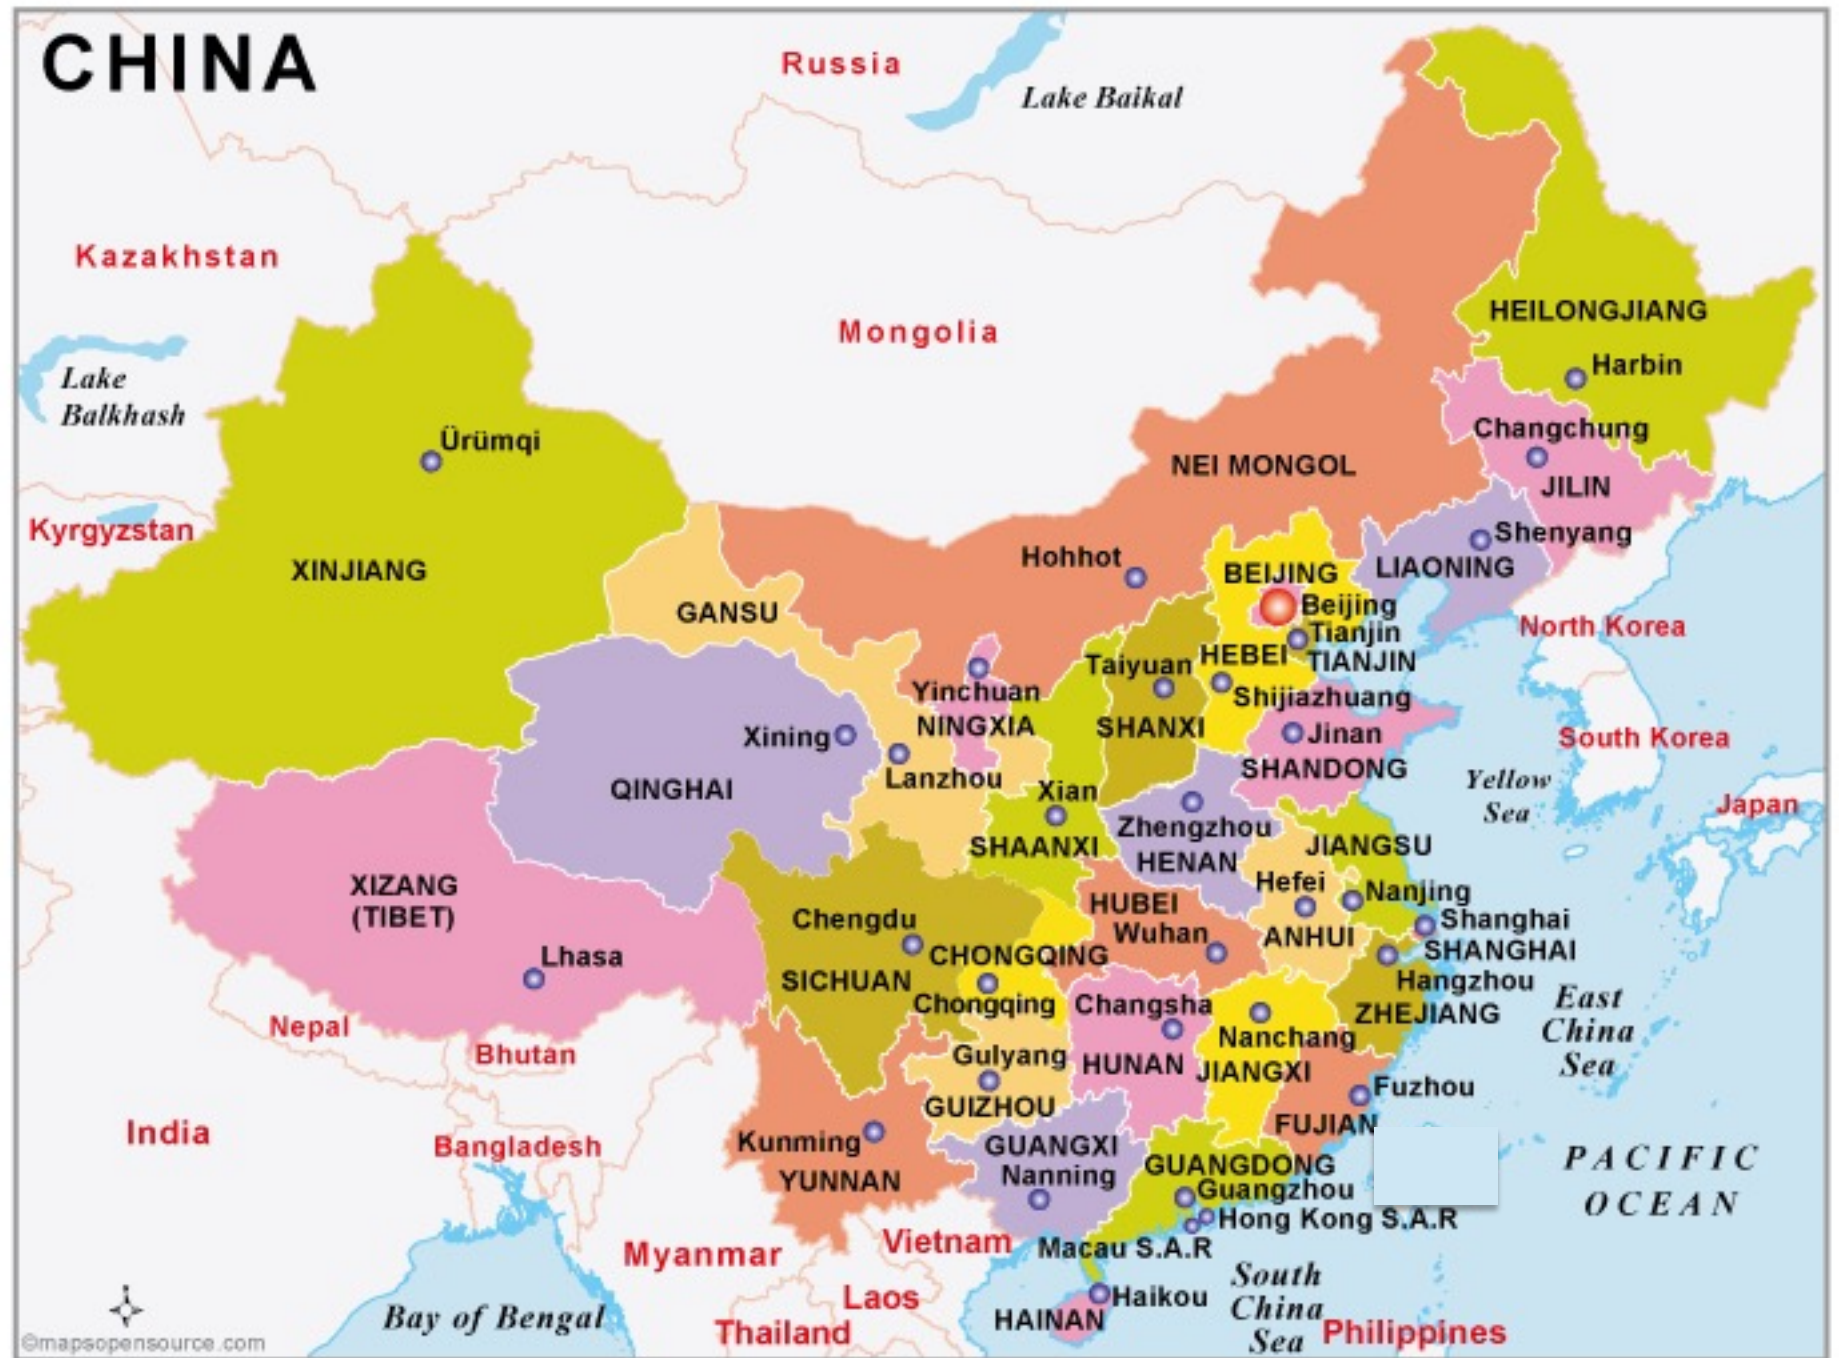 CHINA
Russia
Lake Baikal
Kazakhstan
Mongolia
HEILONGJIANG
Harbin
Lake
Balkhash
Changchung
Ürümqi
NEI MONGOL
JILIN
Kyrgyzstan
Shenyang
Hohhot
LIAONING
XINJIANG
BEIJING
Beijing
GANSU
North Korea
Tianjin
TIANJIN
HEBEI
Taiyuan
Yinchuan
Shijiazhuang
NINGXIA
SHANXI
Jinan
South Korea
Xining
SHANDONG
Lanzhou
QINGHAI
Xian
Yellow
Sea
Japan
Zhengzhou
SHAANXI
HENAN
JIANGSU
XIZANG
(TIBET)
Hefei
Nanjing
HUBEI
Chengdu
Shanghai
Wuhan
ANHUI
SHANGHAI
Lhasa
CHONGQING
SICHUAN
Hangzhou
Chongqing
Changsha
ZHEJIANG
East
China
Sea
Nepal
Nanchang
Bhutan
Gulyang
HUNAN
JIANGXI
Fuzhou
GUIZHOU
FUJIAN
India
Kunming
Bangladesh
GUANGXI
Nanning
YUNNAN
GUANGDONG
Guangzhou
PACIFIC
OCEAN
Hong Kong S.A.R
Macau S.A.R
Vietnam
Myanmar
Laos
Haikou
HAINAN
South
China
Sea
Bay of Bengal
Thailand
Philippines
©mapsopensource.com